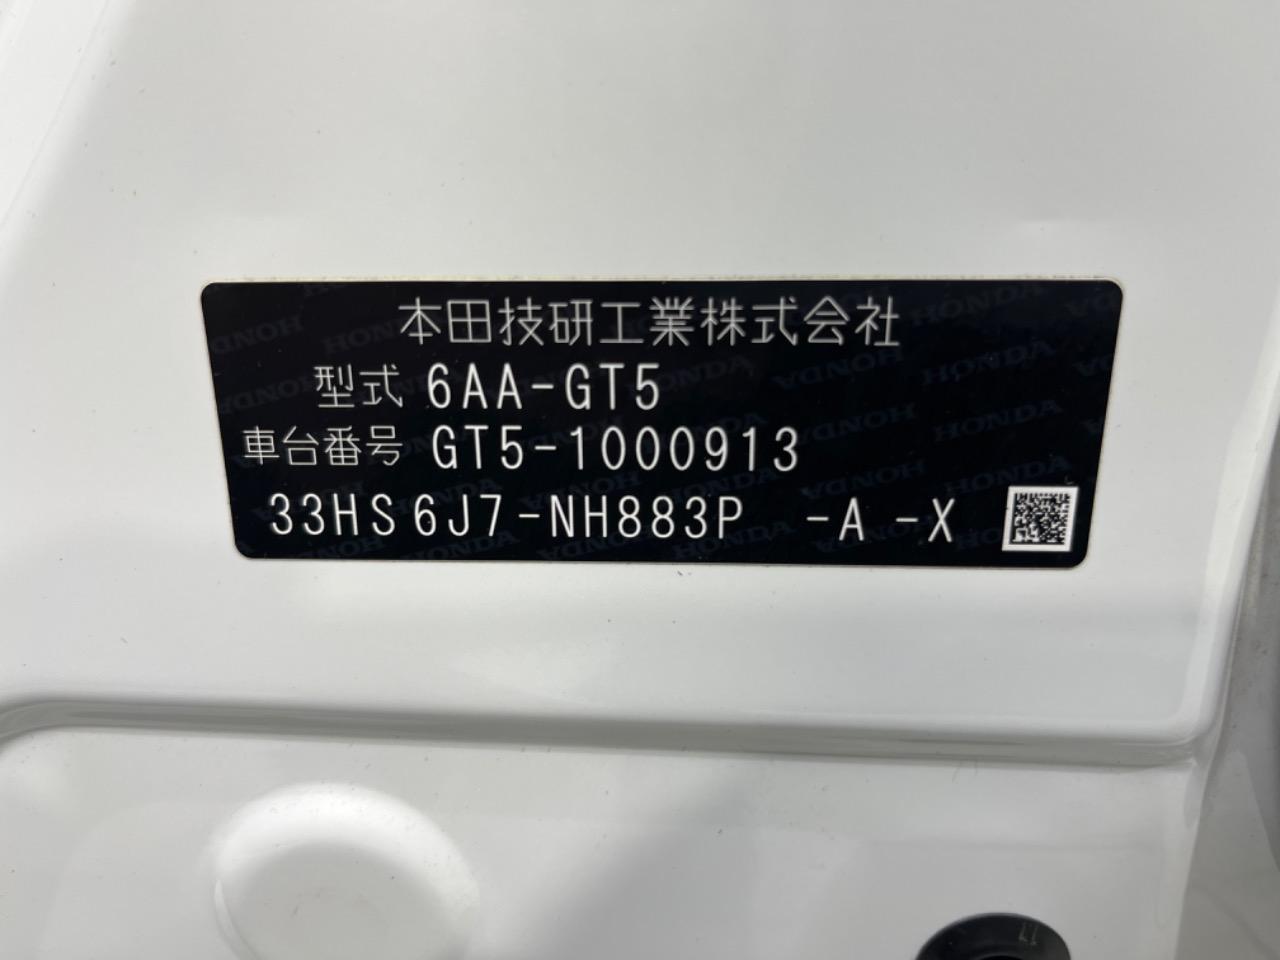 本田技研工業株式会社
型式 6AA-GT5
車台番号 GT5-1000913
33HS6J7-NH883P -A -X